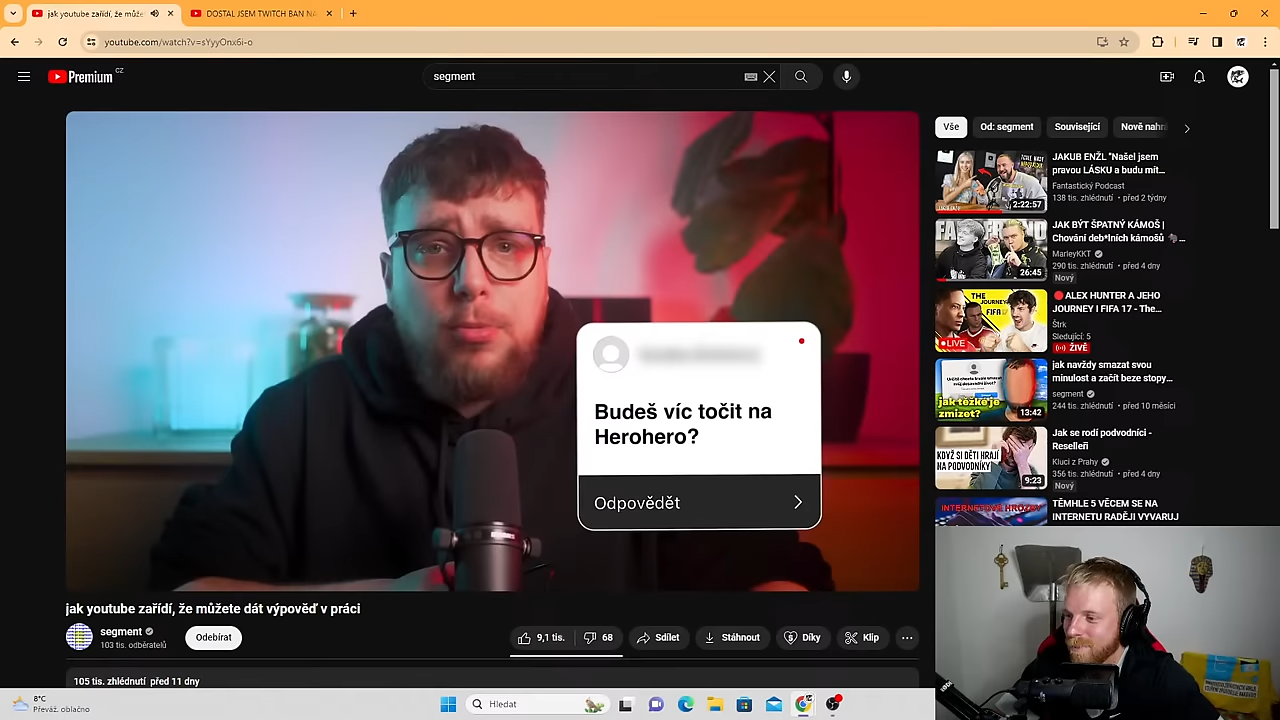 jak youtube zařídí, že může
DOSTAL JSEM TWITCH BAN NA
youtube.com/watch?v=sYyyOnx6i-o
Premium CZ
segment
Vše
Od: segment
Související
Nově nahra
JAKUB ENŽL "Našel jsem
pravou LÁSKU a budu mít...
Fantastický Podcast
138 tis. zhlédnutí • před 2 týdny
2:22:57
JAK BÝT ŠPATNÝ KÁMOŠ |
Chování deb*lních kámošů
MarleyKKT
290 tis. zhlédnutí • před 4 dny
Nový
26:45
ALEX HUNTER A JEHO
JOURNEY I FIFA 17 - The...
Štrk
Sledující: 5
ŽIVĚ
THE
JOURNEY
FIFA
LIVE
jak navždy smazat svou
minulost a začít beze stopy...
segment
244 tis. zhlédnutí • před 10 měsíci
jak těžké je
zmizet?
13:42
Jak se rodí podvodníci -
Reselleři
Kluci z Prahy
356 tis. zhlédnutí • před 4 dny
Nový
KDYŽ SI DĚTI HRAJÍ
NA PODVODNÍKY
9:23
TĚMHLE 5 VĚCEM SE NA
INTERNETU RADĚJI VYVARUJ
INTERNETOVÉ HROZBY
Budeš víc točit na
Herohero?
Odpovědět
jak youtube zařídí, že můžete dát výpověď v práci
segment
103 tis. odběratelů
Odebírat
9,1 tis.
68
Sdílet
Stáhnout
Díky
Klip
105 tis. zhlédnutí před 11 dny
8°C
Převáž. oblačno
Hledat